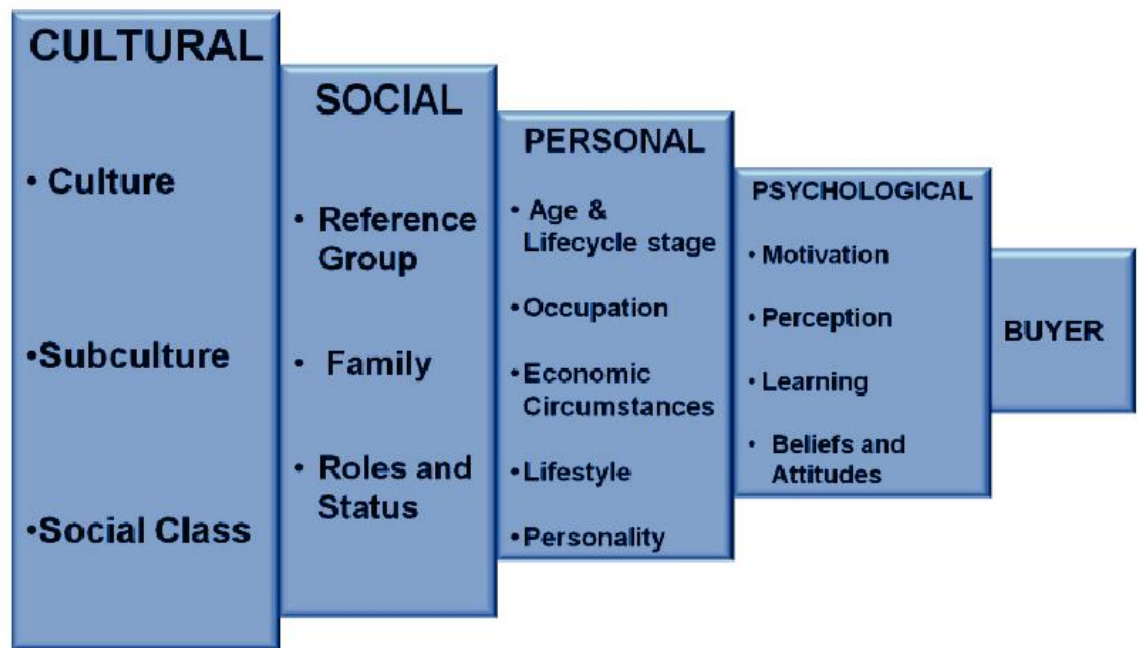 CULTURAL
• Culture
•Subculture
•Social Class
SOCIAL
• Reference
Group
• Family
• Roles and
Status
PERSONAL
• Age &
Lifecycle stage
•Occupation
•Economic
Circumstances
•Lifestyle
•Personality
PSYCHOLOGICAL
•Motivation
•Perception
•Learning
• Beliefs and
Attitudes
BUYER